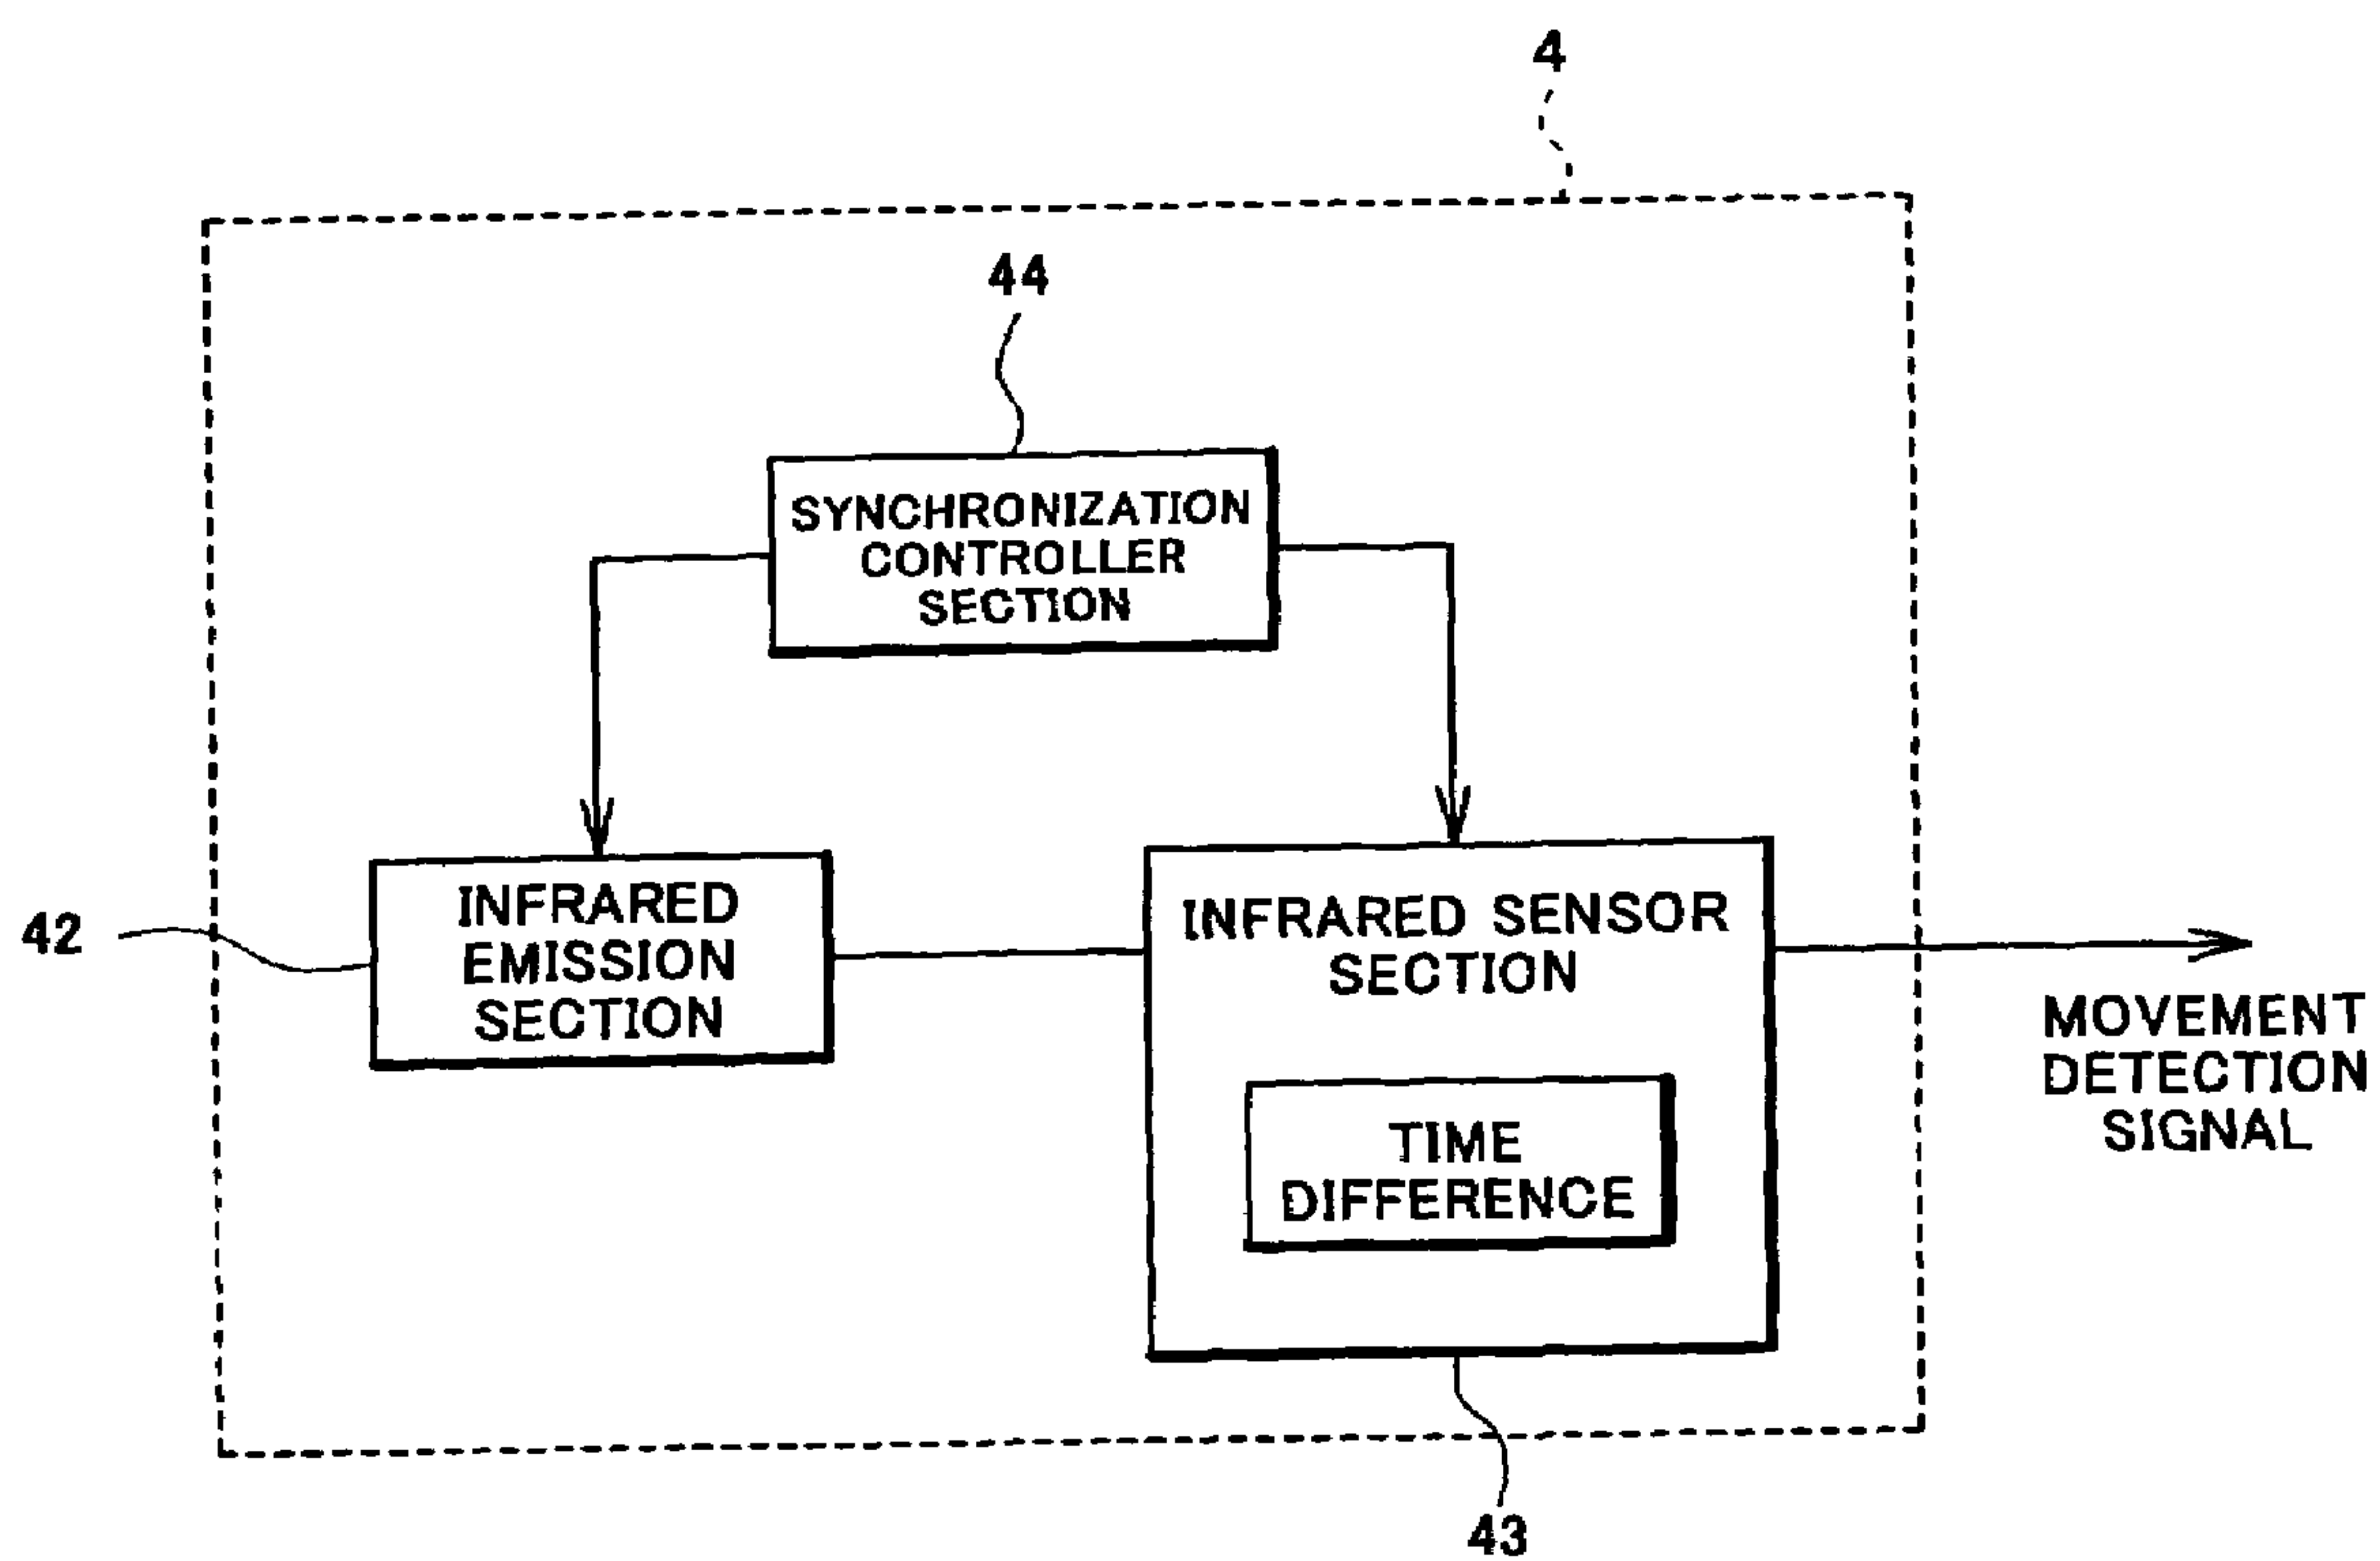 4
44
SYNCHRONIZATION
CONTROLLER
SECTION
42
INFRARED
EMISSION
SECTION
INFRARED SENSOR
SECTION
TIME
DIFFERENCE
MOVEMENT
DETECTION
SIGNAL
43